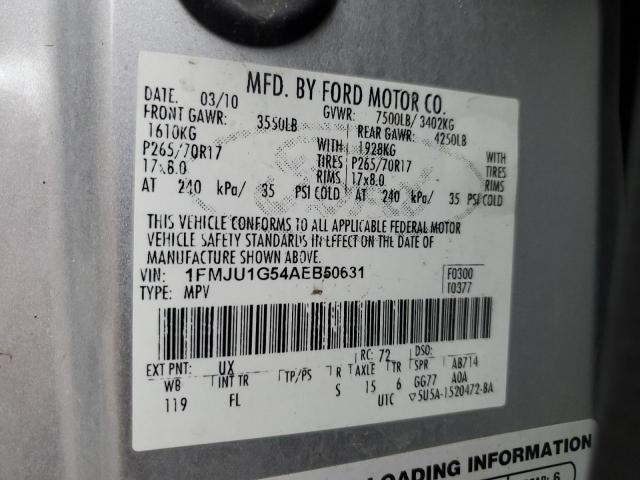 MFD. BY FORD MOTOR CO.
DATE: 03/10 GVWR: 7500LB/ 3402KG
FRONT GAWR: 3550LB REAR GAWR: 4250LB
1610KG WITH 1928KG WITH
P265/70R17 TIRES P265/70R17 TIRES
17x8.0 RIMS 17x8.0 RIMS
AT 240 kPa/ 35 PSI COLD AT 240 kPa/ 35 PSI COLD
THIS VEHICLE CONFORMS TO ALL APPLICABLE FEDERAL MOTOR
VEHICLE SAFETY STANDARDS IN EFFECT ON THE DATE OF
MANUFACTURE SHOWN ABOVE.
VIN: 1FMJU1G54AEB50631 F0300
TYPE: MPV T0377
EXT PNT: UX RC: 72 DSO:
WB INT TR TP/PS R AXLE TR SPR AB714
119 FL S 15 6 GG77 A0A
UTC ▽5U5A-1520472-BA
LOADING INFORMATION